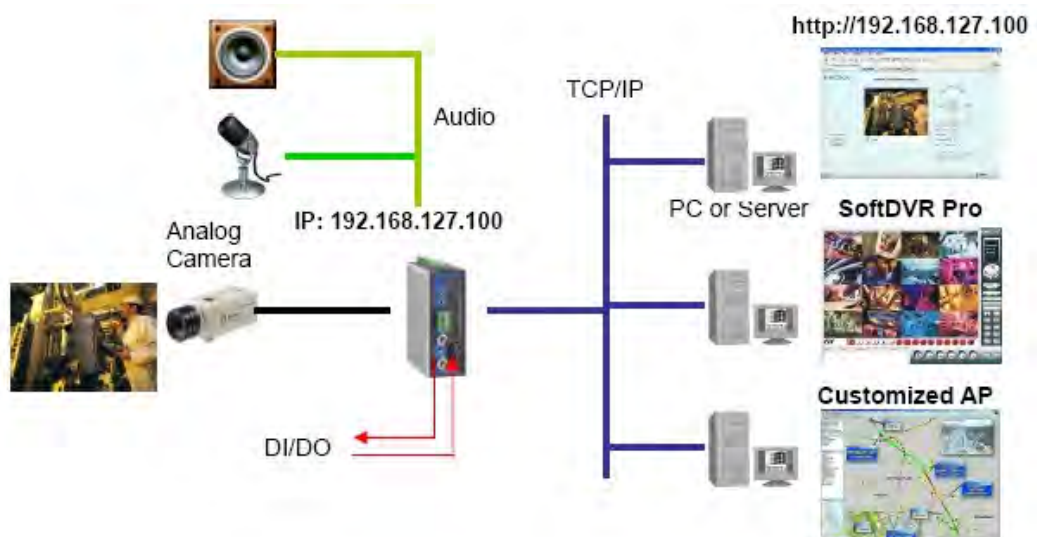 http://192.168.127.100
TCP/IP
Audio
PC or Server
SoftDVR Pro
IP: 192.168.127.100
Analog
Camera
Customized AP
DI/DO